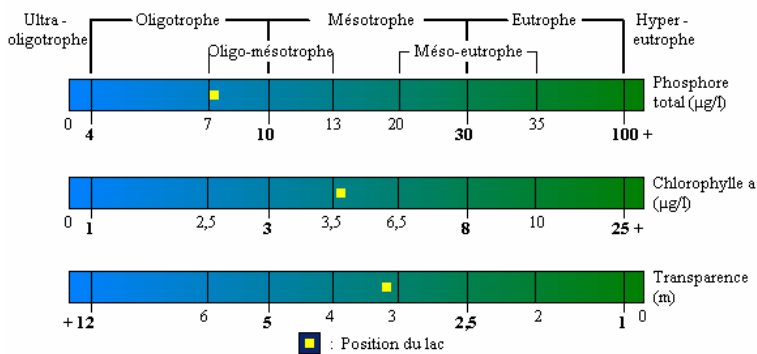 Ultra- Oligotrophe Mésotrophe Eutrophe Hyper-
oligotrophe eutrophe
Oligo-mésotrophe Méso-eutrophe
Phosphore
total (µg/l)
0 4 7 10 13 20 30 35 100 +
Chlorophylle a
(µg/l)
0 1 2,5 3 3,5 6,5 8 10 25 +
Transparence
(m)
+ 12 6 5 4 3 2,5 2 1 0
: Position du lac